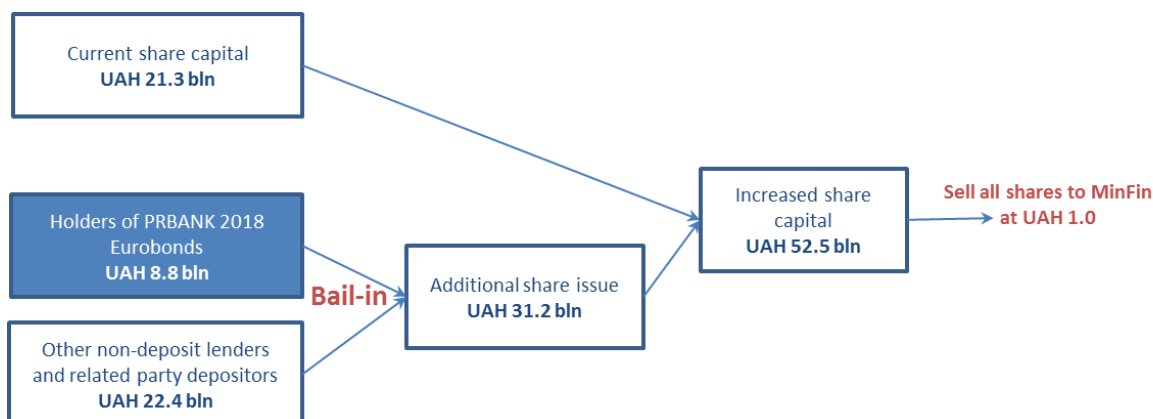 Current share capital
UAH 21.3 bln
Holders of PRBANK 2018
Eurobonds
UAH 8.8 bln
Bail-in
Other non-deposit lenders
and related party depositors
UAH 22.4 bln
Additional share issue
UAH 31.2 bln
Increased share
capital
UAH 52.5 bln
Sell all shares to MinFin
at UAH 1.0